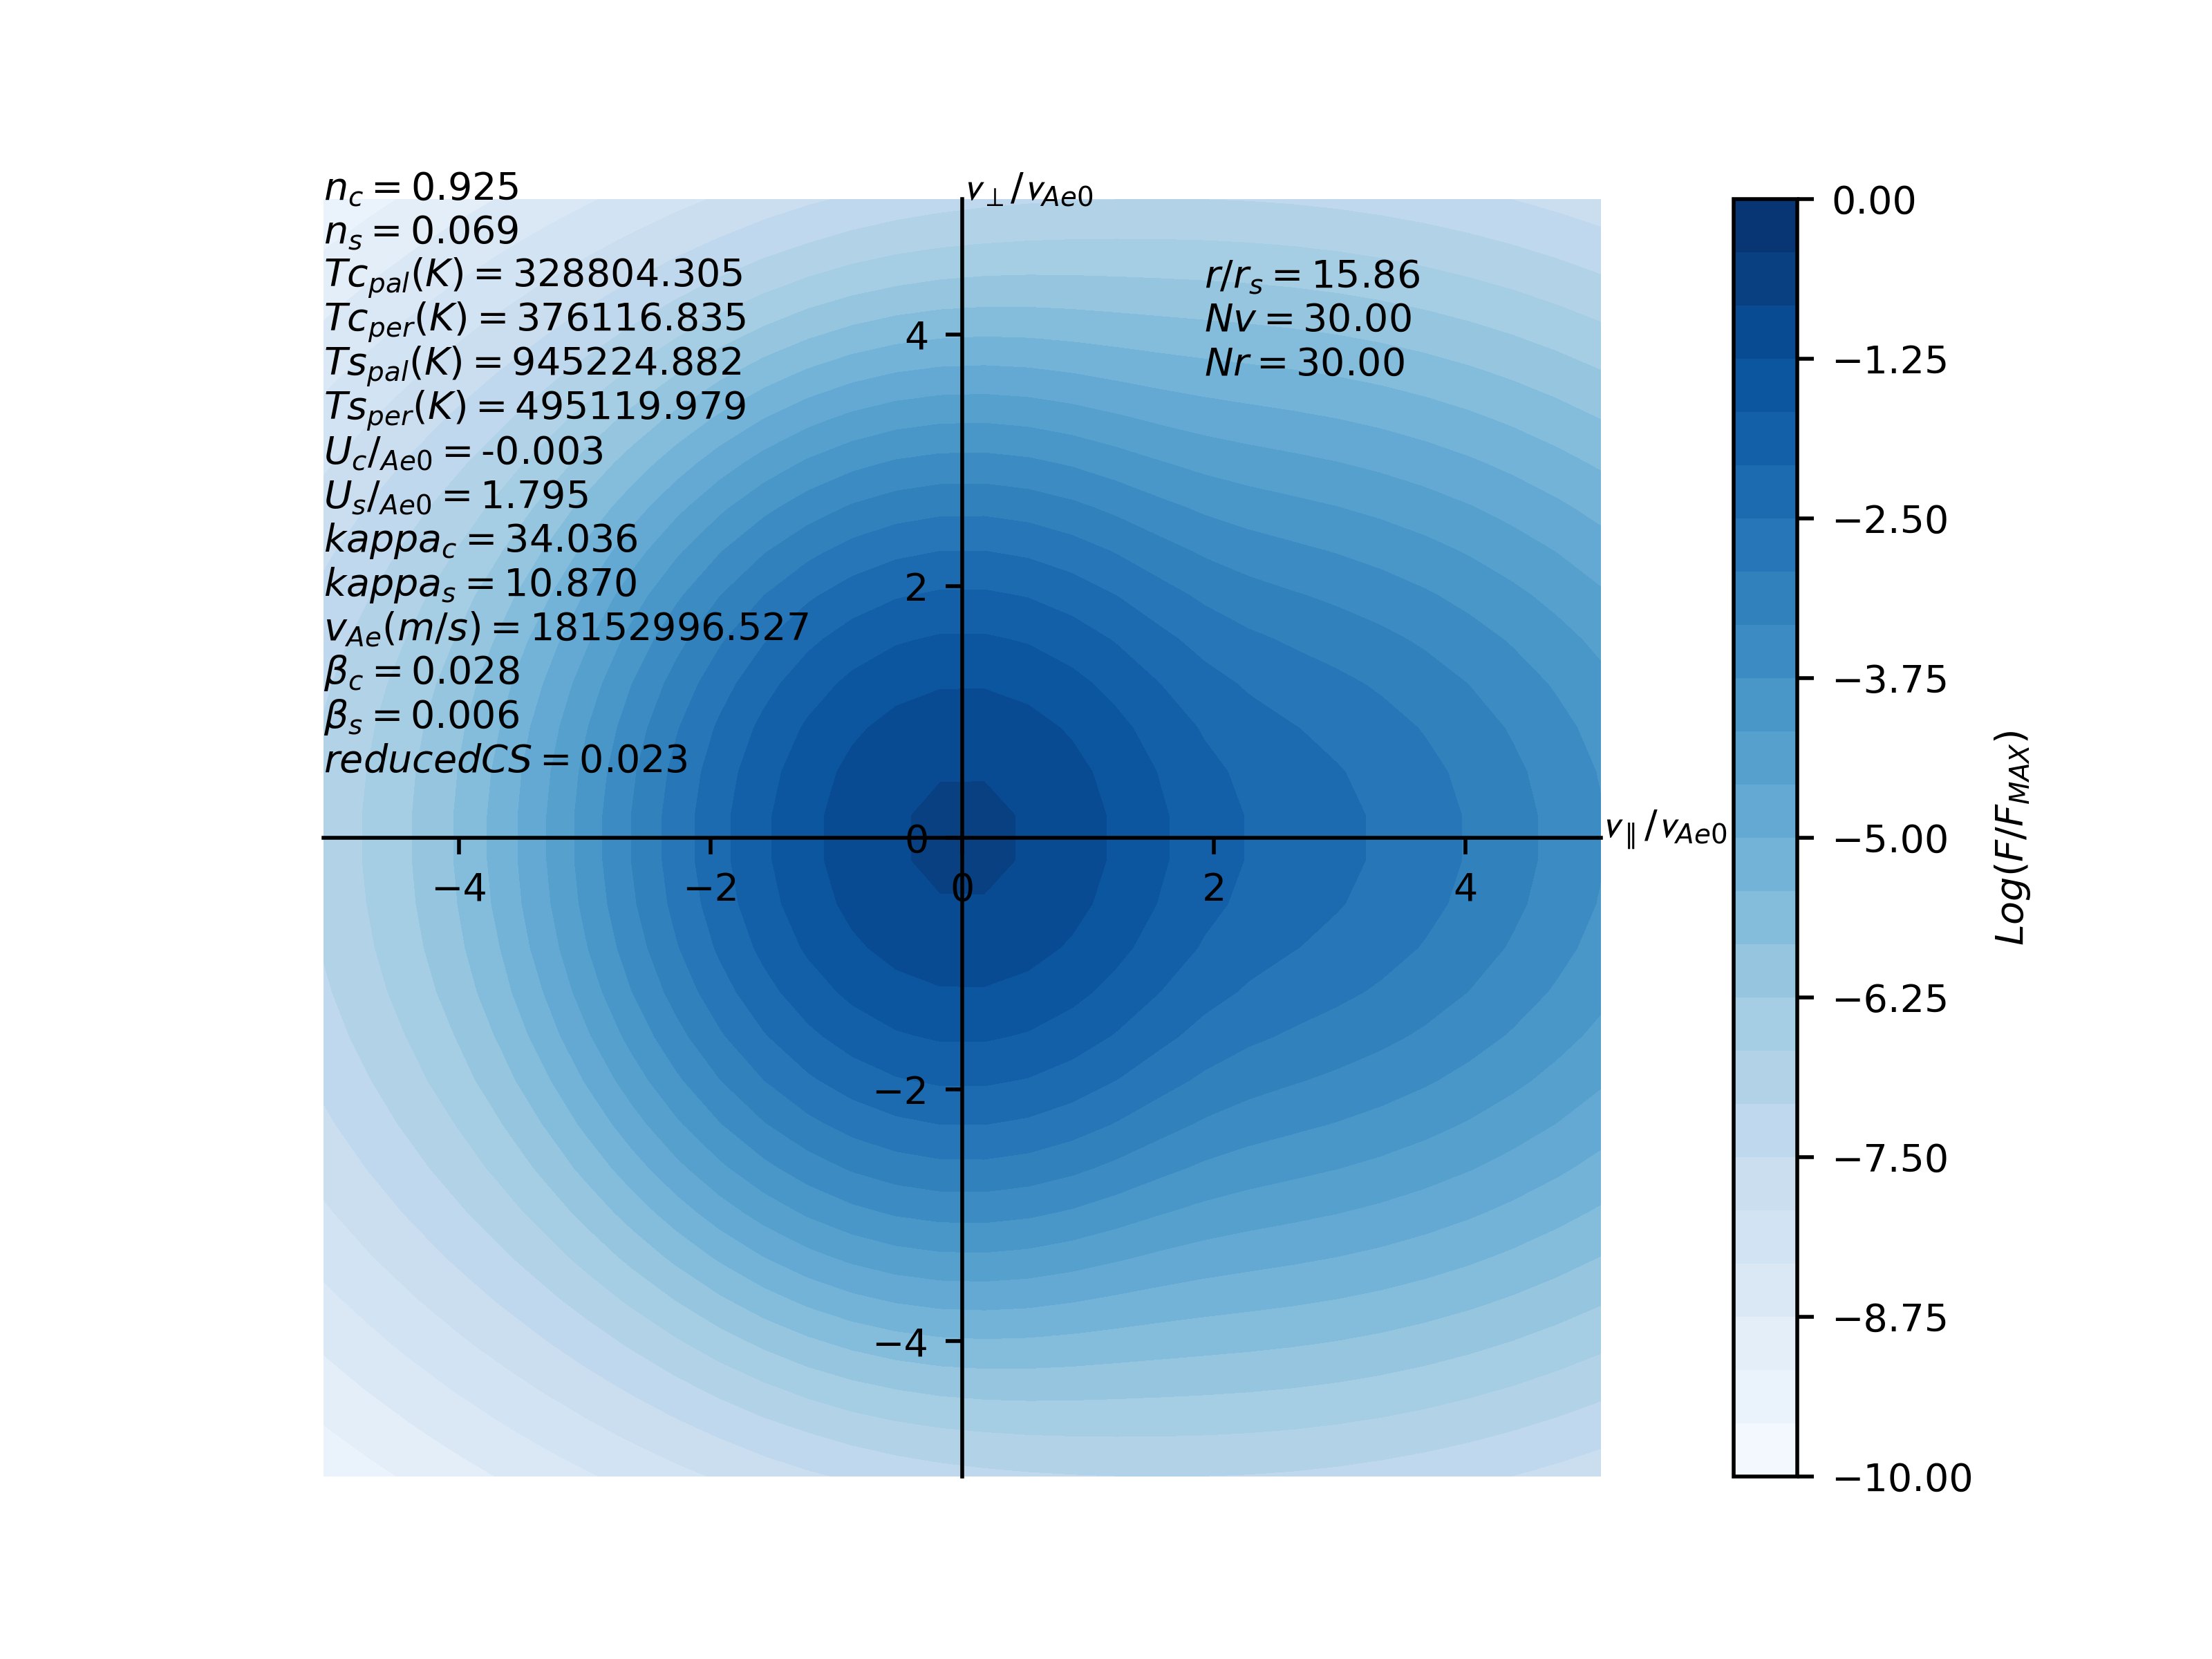 n_c = 0.925
n_s = 0.069
Tc_pal(K) = 328804.305
Tc_per(K) = 376116.835
Ts_pal(K) = 945224.882
Ts_per(K) = 495119.979
U_c/_Ae0 = -0.003
U_s/_Ae0 = 1.795
kappa_c = 34.036
kappa_s = 10.870
v_Ae(m/s) = 18152996.527
β_c = 0.028
β_s = 0.006
reducedCS = 0.023
v_⊥/v_Ae0
r/r_s = 15.86
Nv = 30.00
Nr = 30.00
4
2
0
−2
−4
−4
−2
0
2
4
v_∥/v_Ae0
0.00
−1.25
−2.50
−3.75
−5.00
−6.25
−7.50
−8.75
−10.00
Log(F/F_MAX)